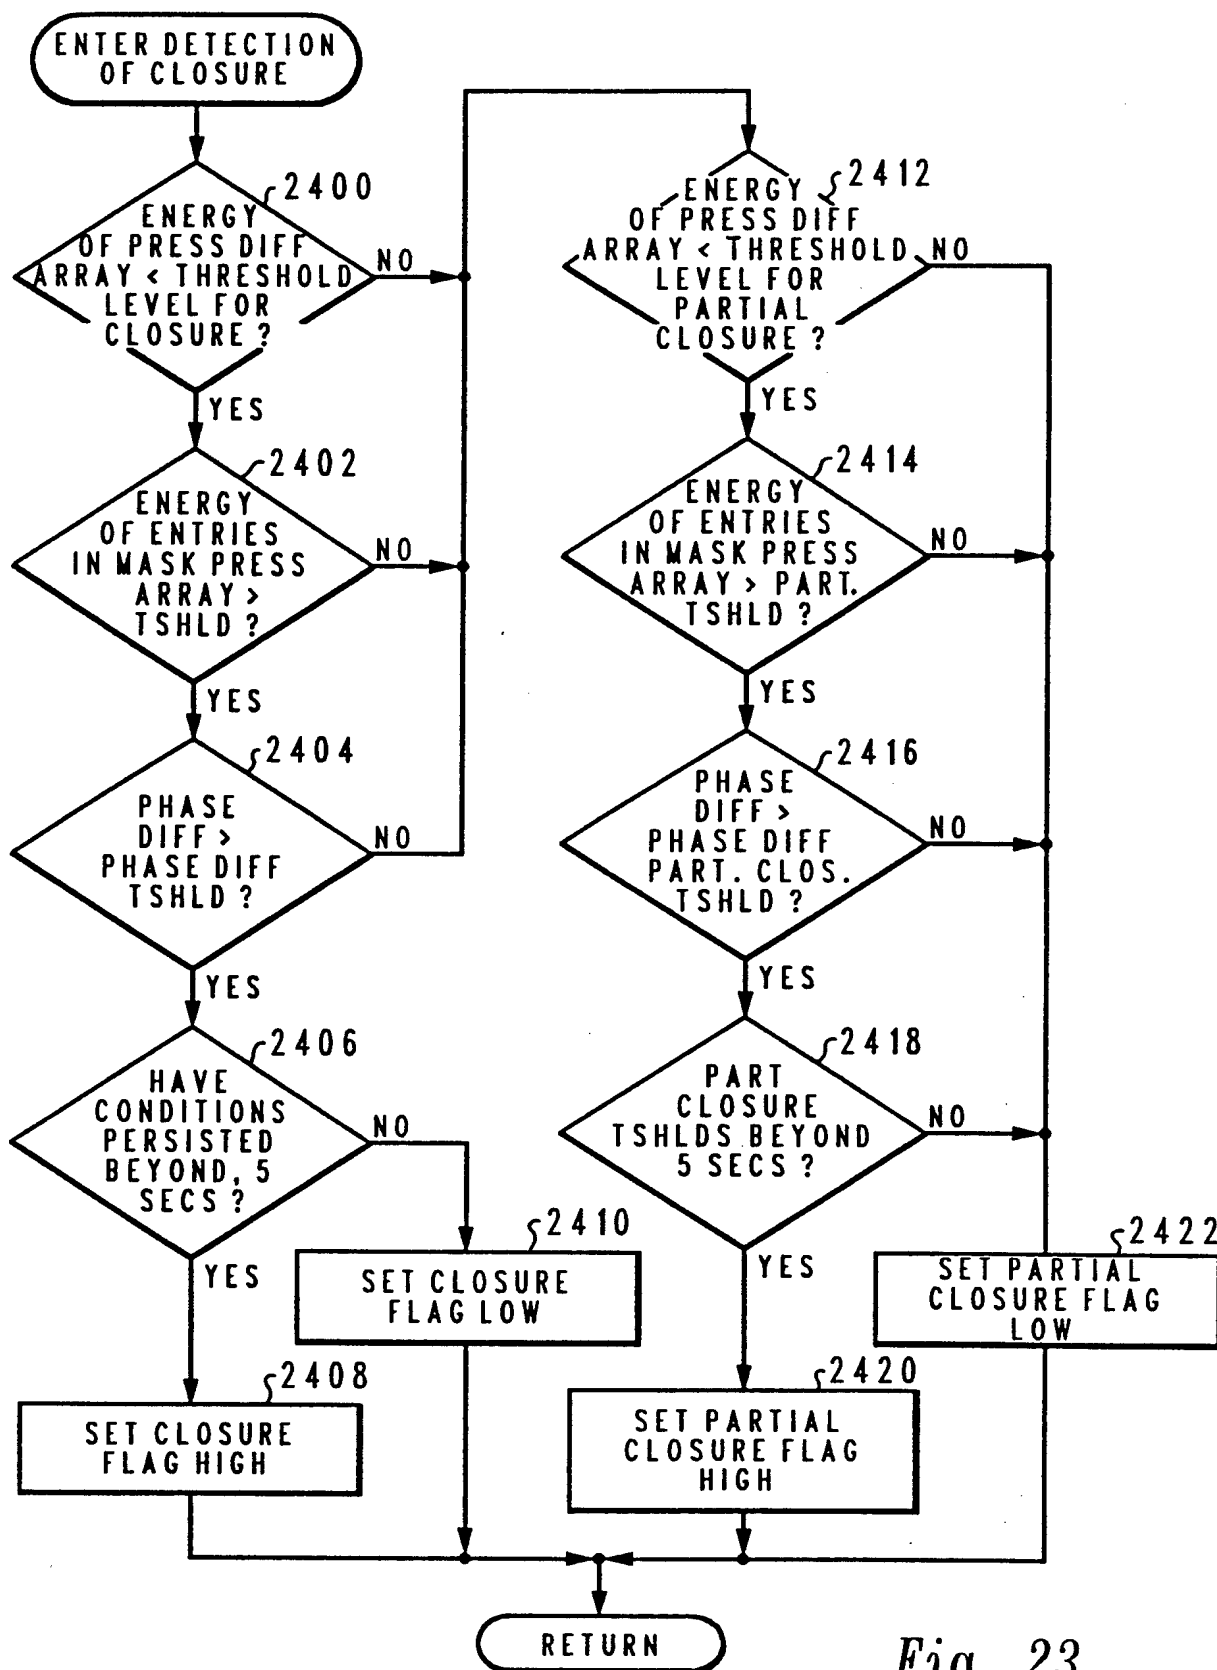 ENTER DETECTION
OF CLOSURE
2400
ENERGY
OF PRESS DIFF
ARRAY < THRESHOLD
LEVEL FOR
CLOSURE ?
NO
YES
2402
ENERGY
OF ENTRIES
IN MASK PRESS
ARRAY >
TSHLD ?
NO
YES
2404
PHASE
DIFF >
PHASE DIFF
TSHLD ?
NO
YES
2406
HAVE
CONDITIONS
PERSISTED
BEYOND, 5
SECS ?
NO
YES
2410
SET CLOSURE
FLAG LOW
2408
SET CLOSURE
FLAG HIGH
2412
ENERGY
OF PRESS DIFF
ARRAY < THRESHOLD
LEVEL FOR
PARTIAL
CLOSURE ?
NO
YES
2414
ENERGY
OF ENTRIES
IN MASK PRESS
ARRAY > PART.
TSHLD ?
NO
YES
2416
PHASE
DIFF >
PHASE DIFF
PART. CLOS.
TSHLD ?
NO
YES
2418
PART
CLOSURE
TSHLDS BEYOND
5 SECS ?
NO
YES
2422
SET PARTIAL
CLOSURE FLAG
LOW
2420
SET PARTIAL
CLOSURE FLAG
HIGH
RETURN
Fig. 23